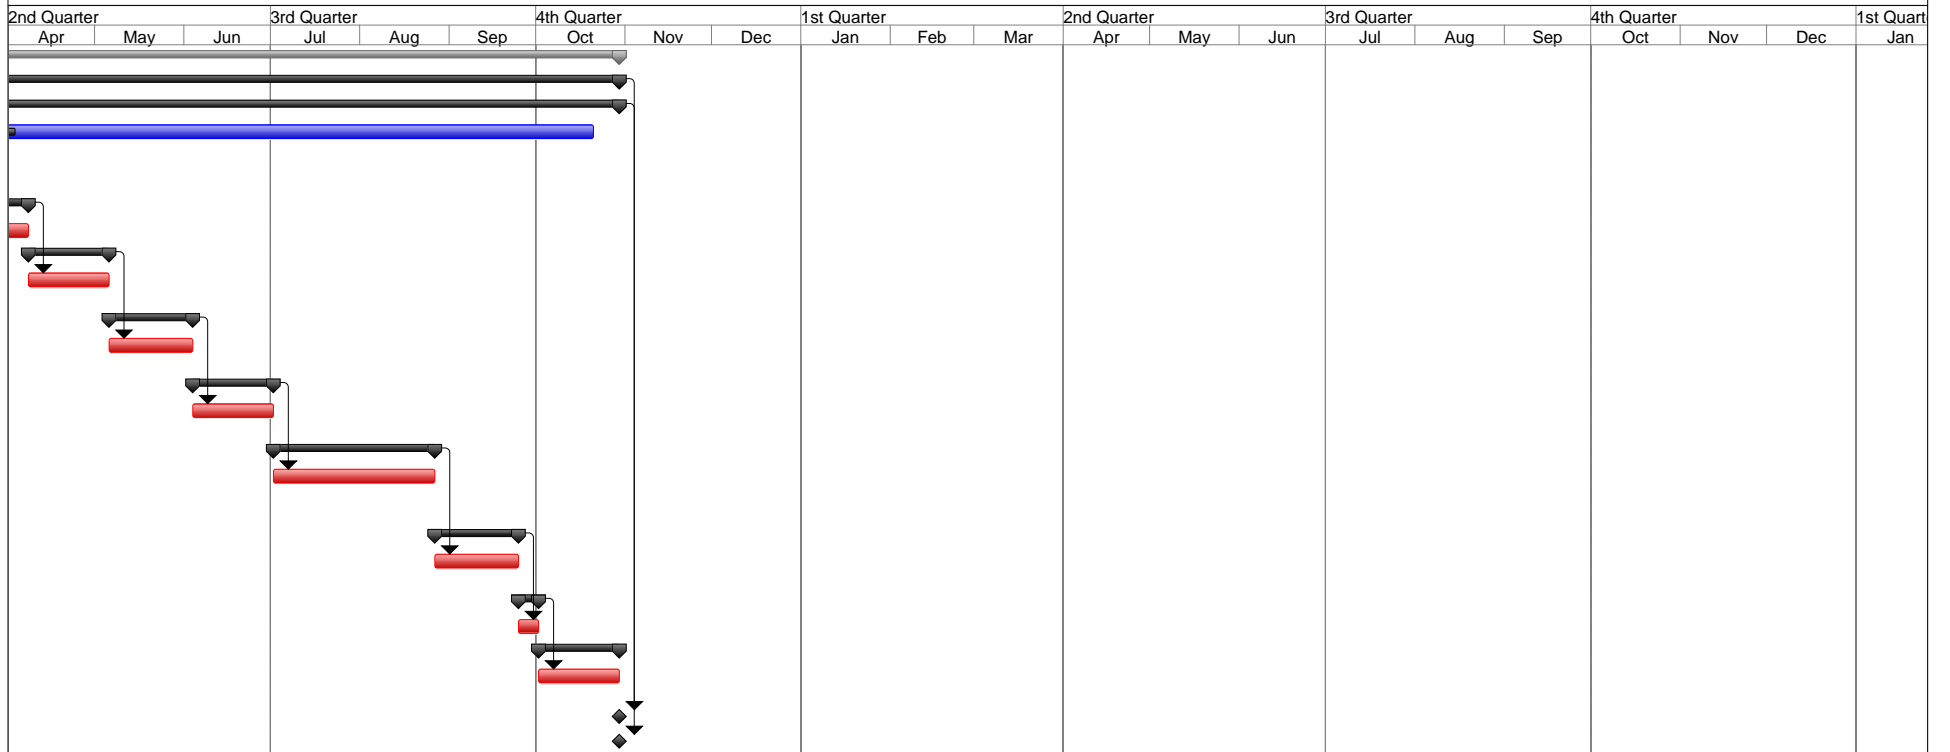 2nd Quarter 3rd Quarter 4th Quarter 1st Quarter 2nd Quarter 3rd Quarter 4th Quarter 1st Quart
Apr May Jun Jul Aug Sep Oct Nov Dec Jan Feb Mar Apr May Jun Jul Aug Sep Oct Nov Dec Jan